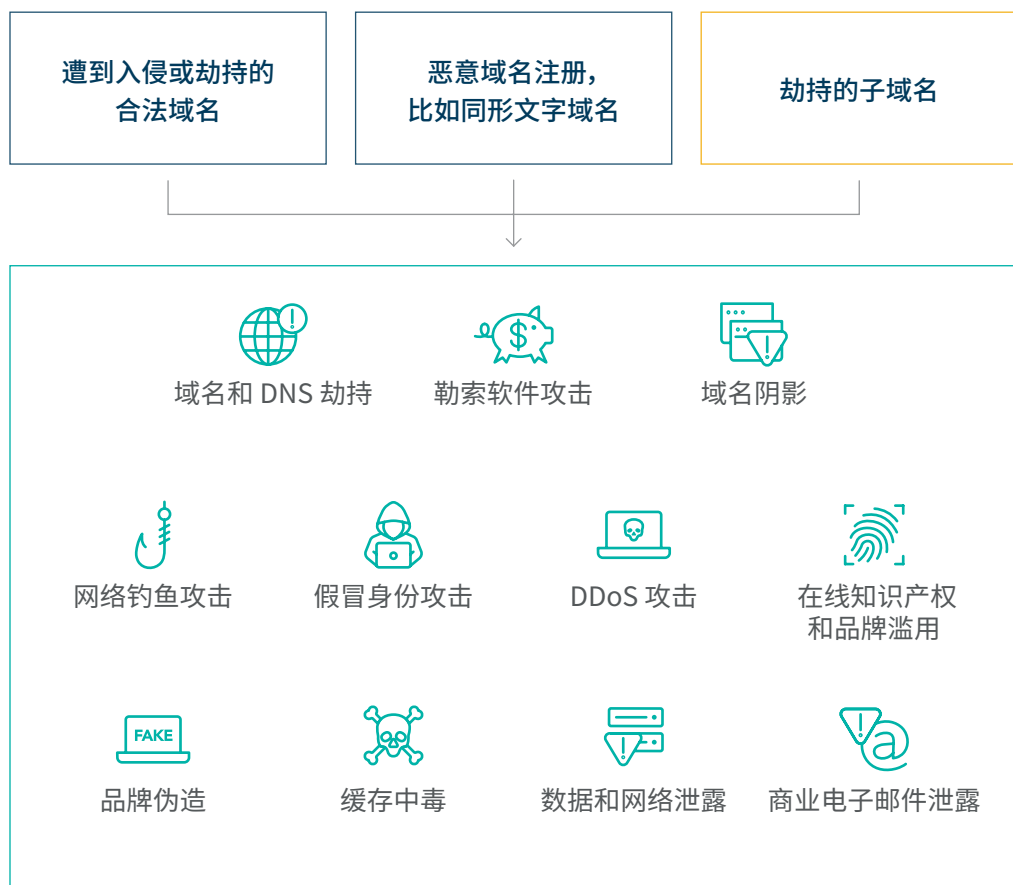 遭到入侵或劫持的
合法域名
恶意域名注册，
比如同形文字域名
劫持的子域名
域名和 DNS 劫持
勒索软件攻击
域名阴影
网络钓鱼攻击
假冒身份攻击
DDoS 攻击
在线知识产权
和品牌滥用
FAKE
品牌伪造
缓存中毒
数据和网络泄露
商业电子邮件泄露